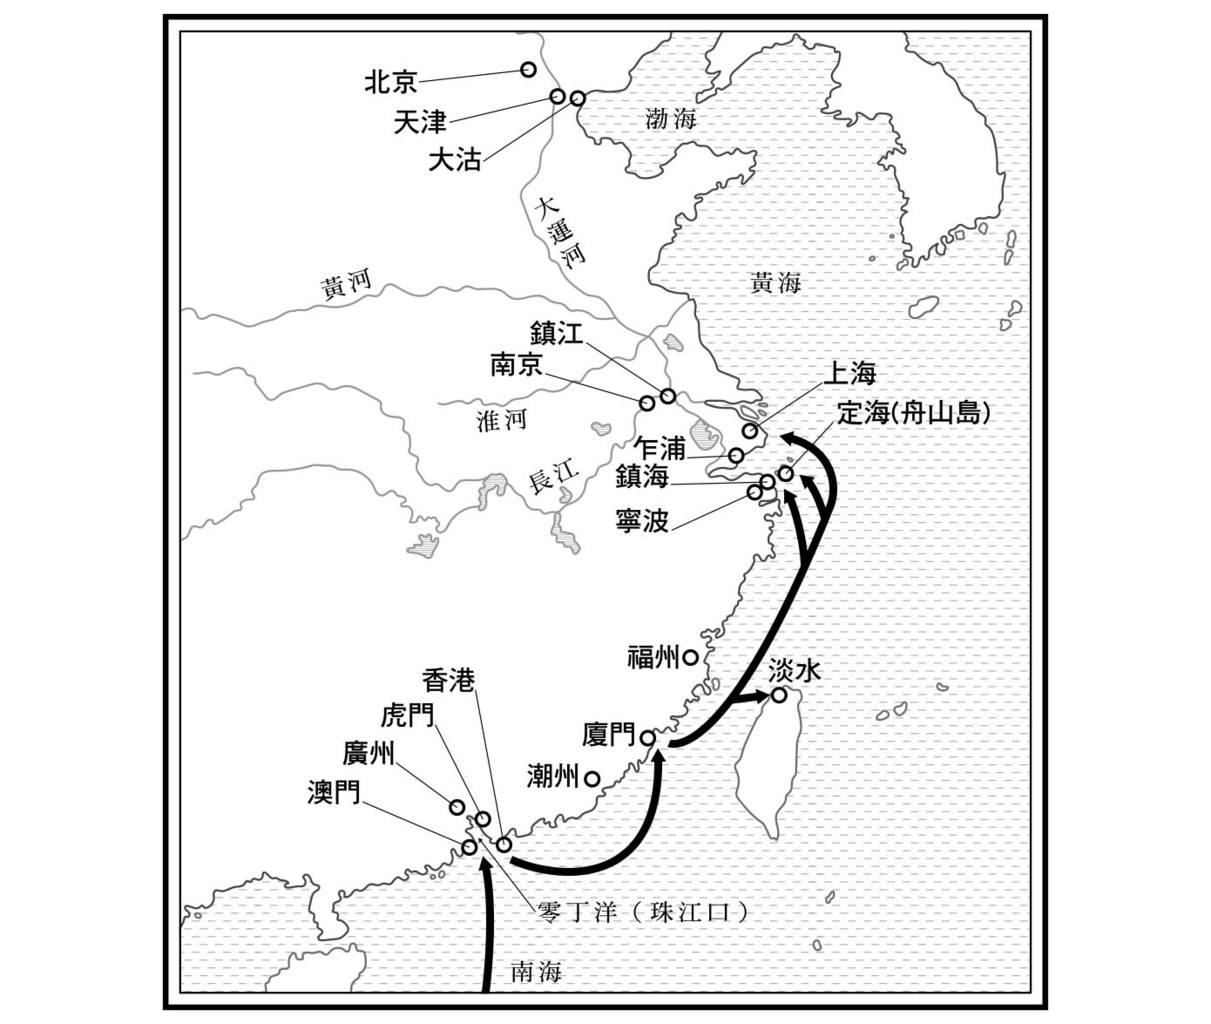 北京
天津
大沽
渤海
大運河
黃河
黃海
鎮江
南京
上海
定海(舟山島)
淮河
乍浦
長江
鎮海
寧波
福州
淡水
香港
虎門
廈門
廣州
潮州
澳門
零丁洋（珠江口）
南海